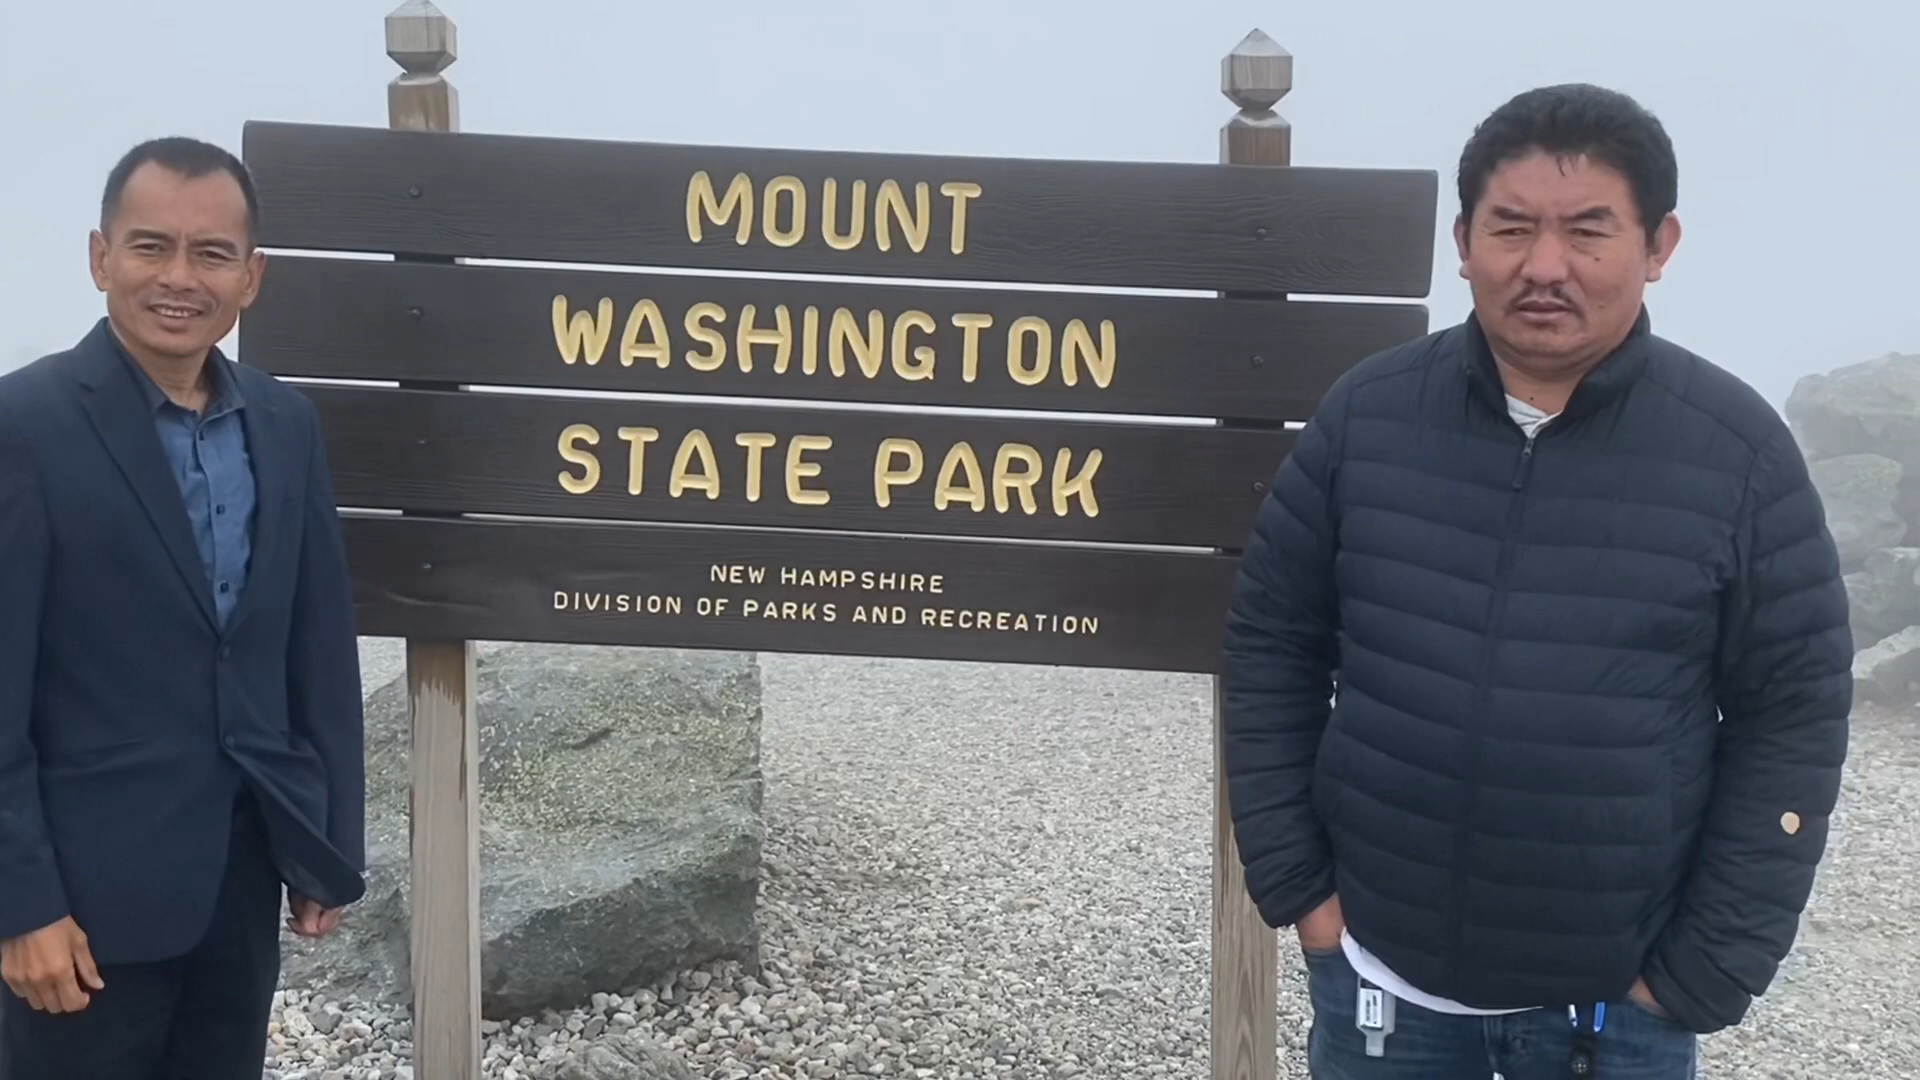 MOUNT
WASHINGTON
STATE PARK
NEW HAMPSHIRE
DIVISION OF PARKS AND RECREATION